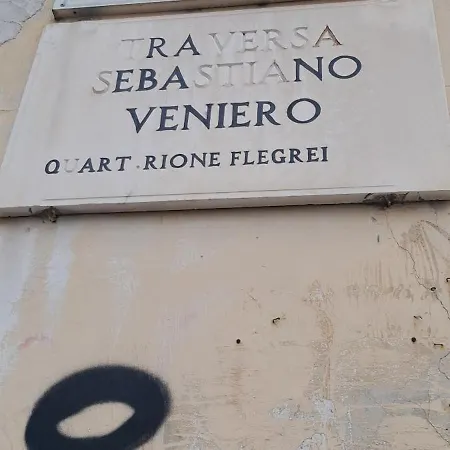 TRAVERSA
SEBASTIANO
VENIERO
QUART. RIONE FLEGREI